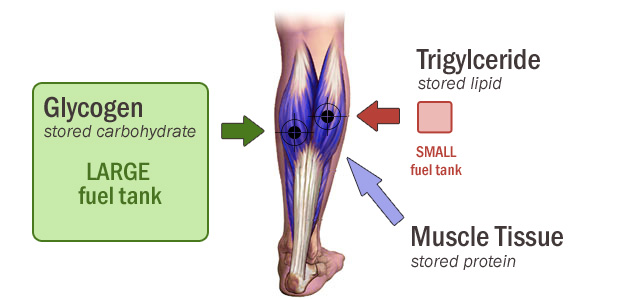 Glycogen
stored carbohydrate
LARGE
fuel tank
Trigylceride
stored lipid
SMALL
fuel tank
Muscle Tissue
stored protein